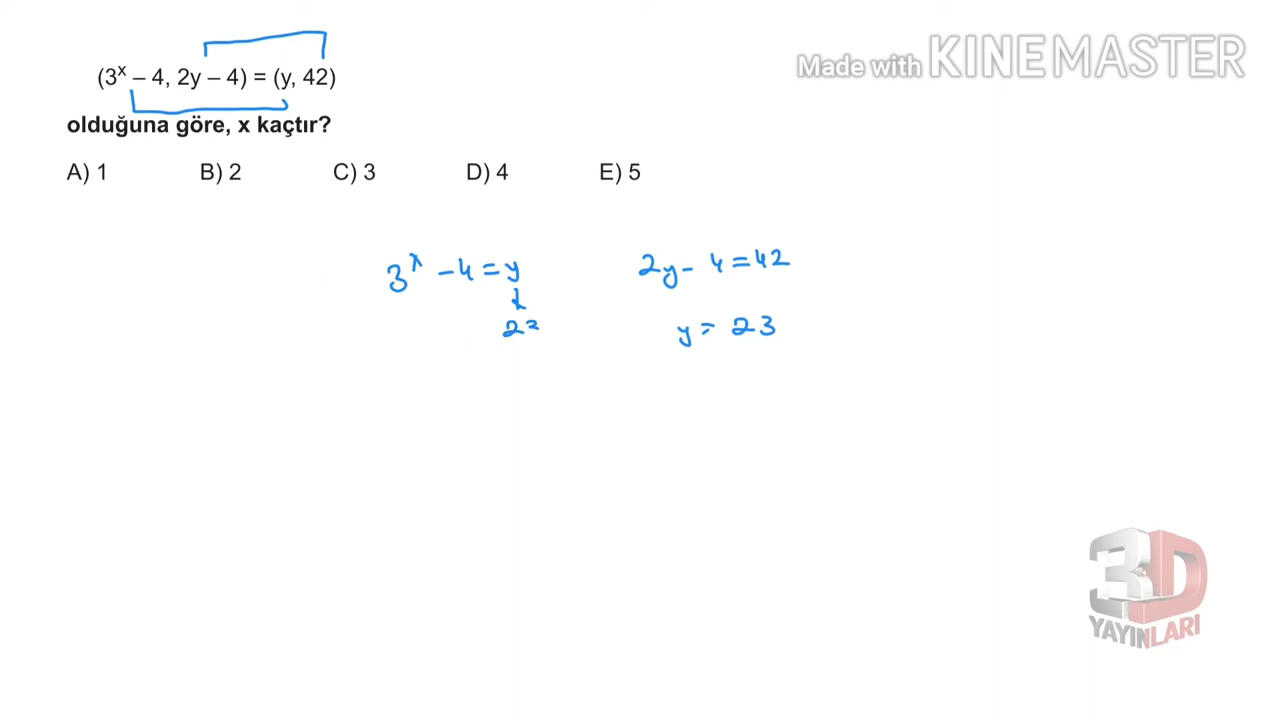 Made with KINEMASTER
(3ˣ – 4, 2y – 4) = (y, 42)
olduğuna göre, x kaçtır?
A) 1 B) 2 C) 3 D) 4 E) 5
3ˣ – 4 = y 2y – 4 = 42
y = 23
3D
YAYINLARI